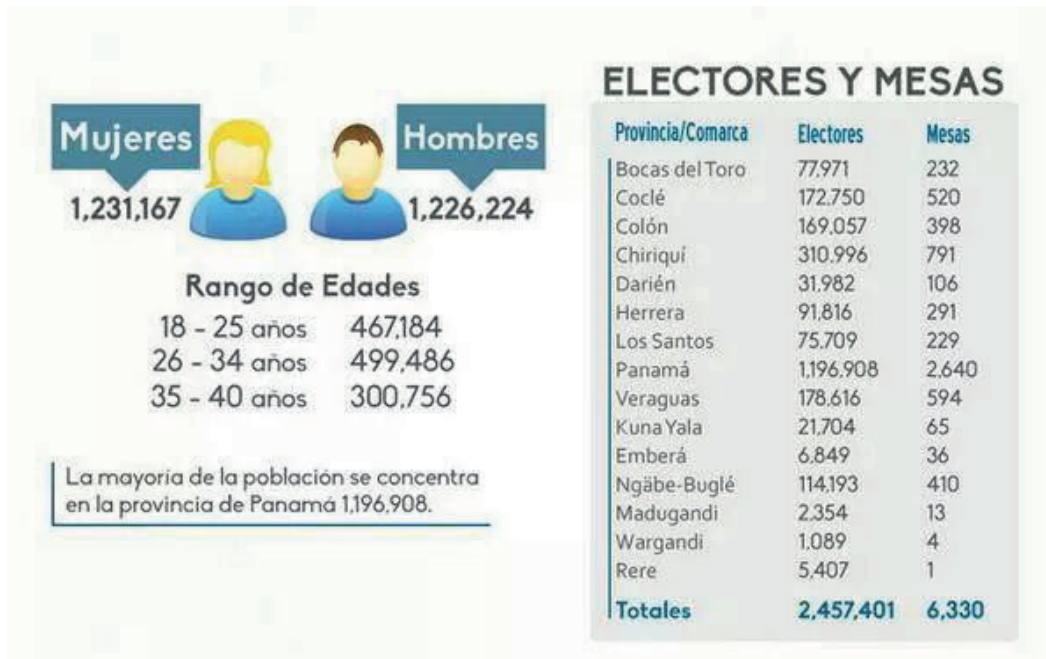 Mujeres
1,231,167
Hombres
1,226,224
Rango de Edades
18 - 25 años 467,184
26 - 34 años 499,486
35 - 40 años 300,756
La mayoría de la población se concentra
en la provincia de Panamá 1,196,908.
ELECTORES Y MESAS
Provincia/Comarca Electores Mesas
Bocas del Toro 77,971 232
Coclé 172,750 520
Colón 169,057 398
Chiriquí 310,996 791
Darién 31,982 106
Herrera 91,816 291
Los Santos 75,709 229
Panamá 1,196,908 2,640
Veraguas 178,616 594
Kuna Yala 21,704 65
Emberá 6,849 36
Ngäbe-Buglé 114,193 410
Madugandi 2,354 13
Wargandi 1,089 4
Rere 5,407 1
Totales 2,457,401 6,330